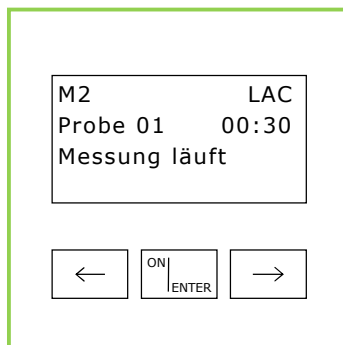 M2 LAC
Probe 01 00:30
Messung läuft
← ON ENTER →